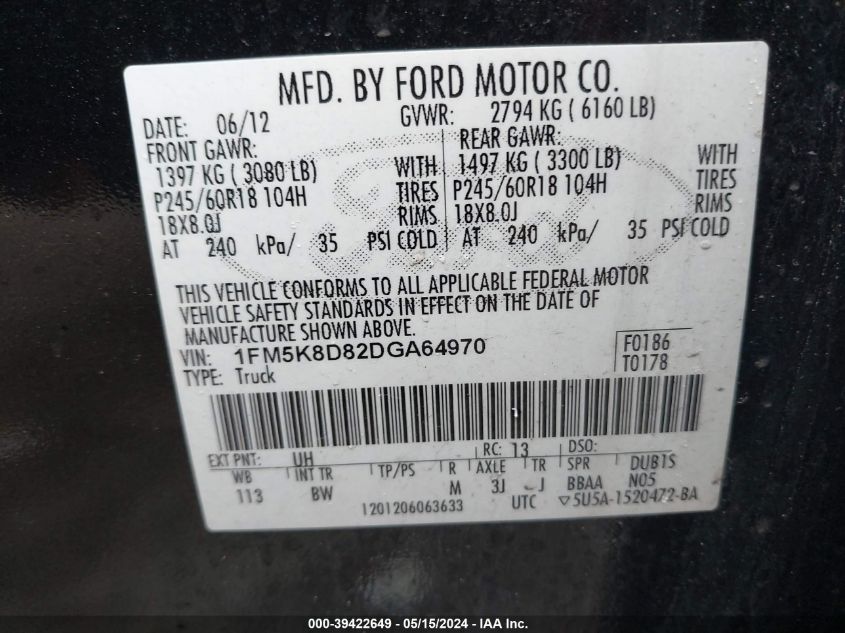 MFD. BY FORD MOTOR CO.
DATE: 06/12 GVWR: 2794 KG ( 6160 LB)
FRONT GAWR: REAR GAWR:
1397 KG ( 3080 LB) WITH 1497 KG ( 3300 LB) WITH
P245/60R18 104H TIRES P245/60R18 104H TIRES
18X8.0J RIMS 18X8.0J RIMS
AT 240 kPa/ 35 PSI COLD AT 240 kPa/ 35 PSI COLD
THIS VEHICLE CONFORMS TO ALL APPLICABLE FEDERAL MOTOR
VEHICLE SAFETY STANDARDS IN EFFECT ON THE DATE OF
MANUFACTURE SHOWN ABOVE.
VIN: 1FM5K8D82DGA64970 F0186
TYPE: Truck T0178
EXT PNT: UH RC: 13 DSO:
WB INT TR TP/PS R AXLE TR SPR DUBTS
113 BW M 3J J BBAA N05
1201206063633 UTC ▽5U5A-1520472-BA
000-39422649 - 05/15/2024 - IAA Inc.